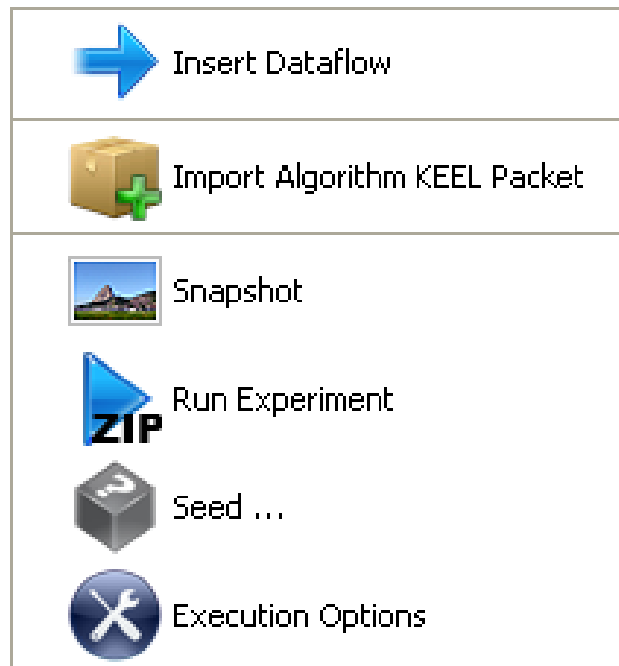 Insert Dataflow
Import Algorithm KEEL Packet
Snapshot
Run Experiment
ZIP
Seed ...
Execution Options